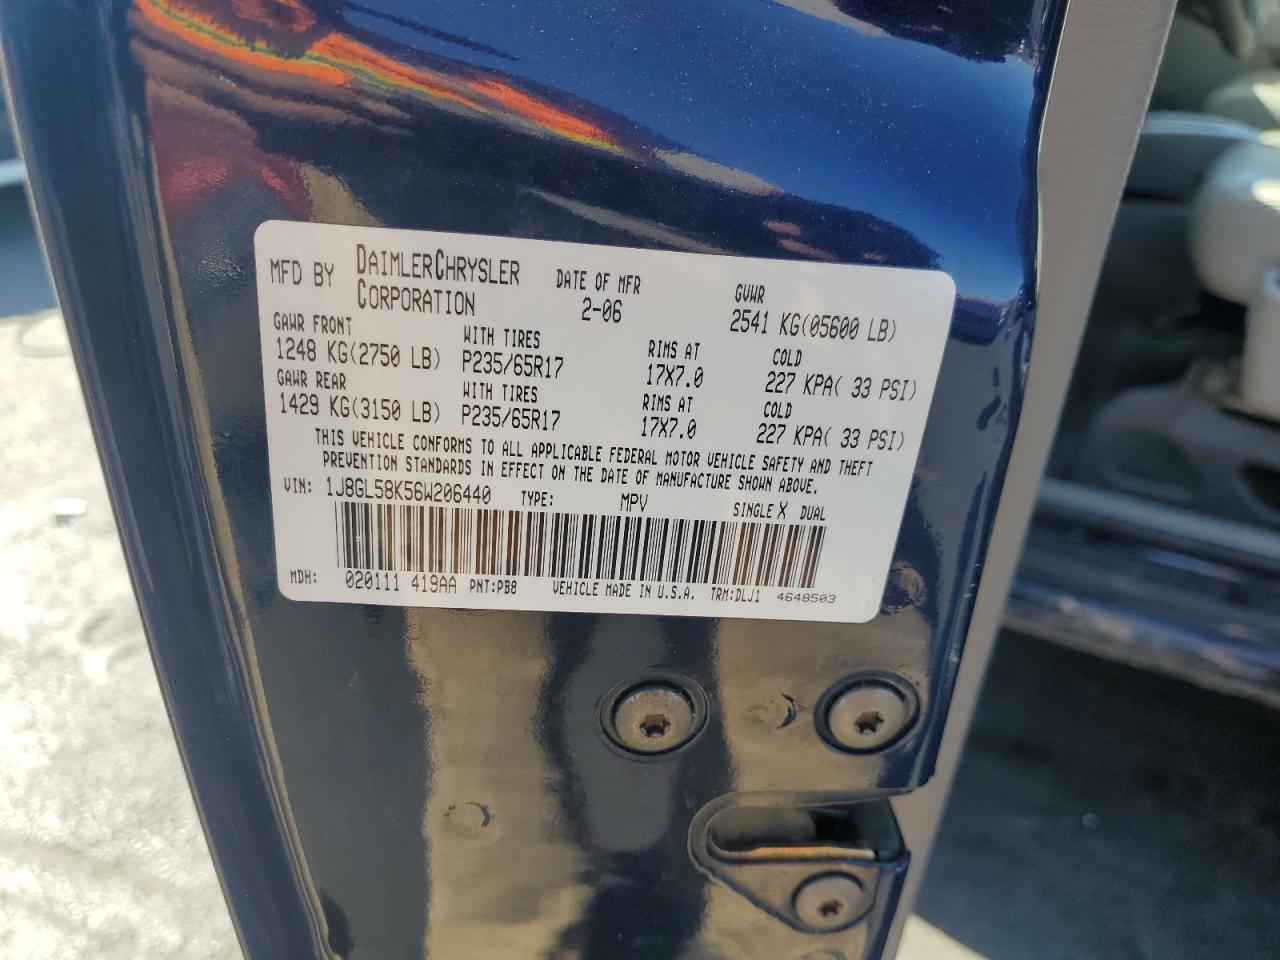 MFD BY DAIMLERCHRYSLER CORPORATION DATE OF MFR 2-06 GVWR 2541 KG(05600 LB)
GAWR FRONT WITH TIRES RIMS AT COLD
1248 KG(2750 LB) P235/65R17 17X7.0 227 KPA( 33 PSI)
GAWR REAR WITH TIRES RIMS AT COLD
1429 KG(3150 LB) P235/65R17 17X7.0 227 KPA( 33 PSI)
THIS VEHICLE CONFORMS TO ALL APPLICABLE FEDERAL MOTOR VEHICLE SAFETY AND THEFT
PREVENTION STANDARDS IN EFFECT ON THE DATE OF MANUFACTURE SHOWN ABOVE.
VIN: 1J8GL58K56W206440 TYPE: MPV SINGLE X DUAL
MDH: 020111 419AA PNT:PB8 VEHICLE MADE IN U.S.A. TRM:DLJ1 4648503